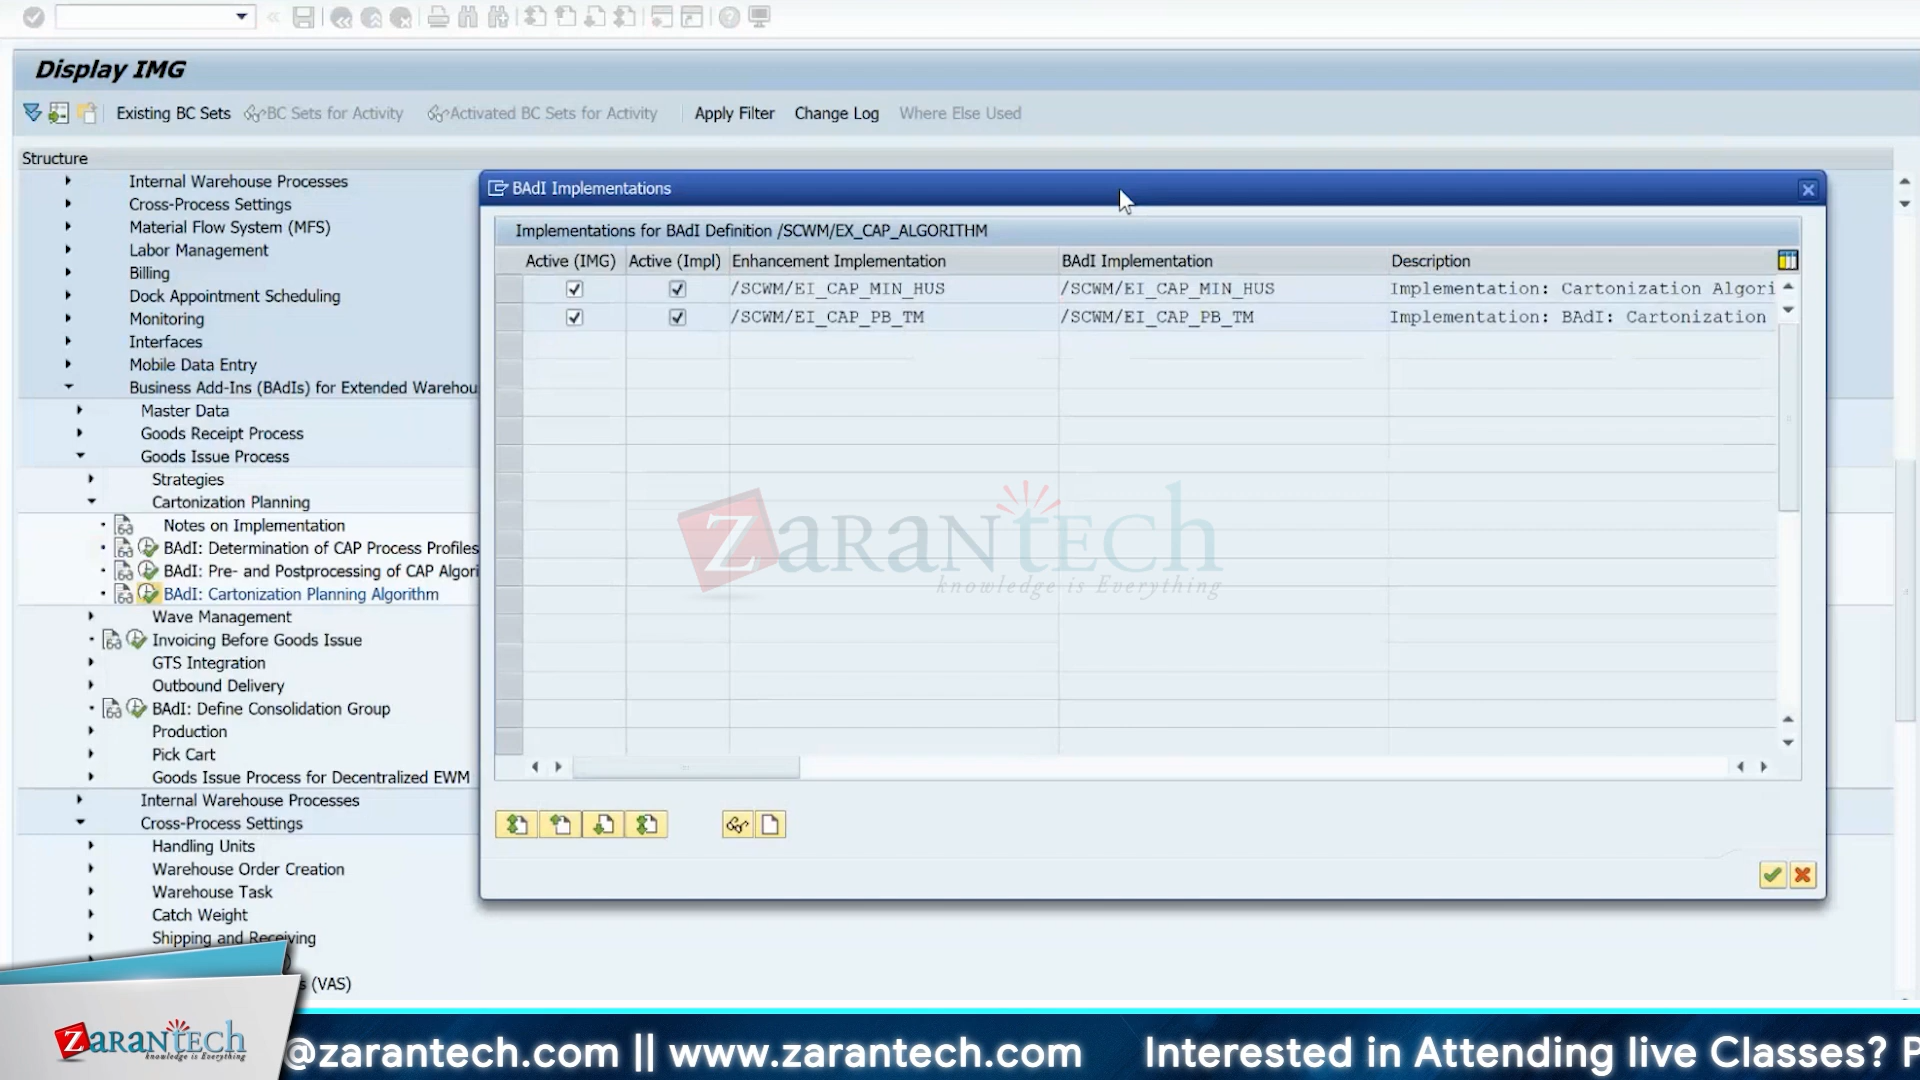 Display IMG
Existing BC Sets BC Sets for Activity Activated BC Sets for Activity Apply Filter Change Log Where Else Used
Structure
Internal Warehouse Processes
Cross-Process Settings
Material Flow System (MFS)
Labor Management
Billing
Dock Appointment Scheduling
Monitoring
Interfaces
Mobile Data Entry
Business Add-Ins (BAdIs) for Extended Warehou
Master Data
Goods Receipt Process
Goods Issue Process
Strategies
Cartonization Planning
Notes on Implementation
BAdI: Determination of CAP Process Profiles
BAdI: Pre- and Postprocessing of CAP Algori
BAdI: Cartonization Planning Algorithm
Wave Management
Invoicing Before Goods Issue
GTS Integration
Outbound Delivery
BAdI: Define Consolidation Group
Production
Pick Cart
Goods Issue Process for Decentralized EWM
Internal Warehouse Processes
Cross-Process Settings
Handling Units
Warehouse Order Creation
Warehouse Task
Catch Weight
Shipping and Receiving
s (VAS)
BAdI Implementations
Implementations for BAdI Definition /SCWM/EX_CAP_ALGORITHM
Active (IMG) Active (Impl) Enhancement Implementation BAdI Implementation Description
/SCWM/EI_CAP_MIN_HUS /SCWM/EI_CAP_MIN_HUS Implementation: Cartonization Algori
/SCWM/EI_CAP_PB_TM /SCWM/EI_CAP_PB_TM Implementation: BAdI: Cartonization
ZaranTech
knowledge is Everything
ZaranTech
knowledge is Everything
@zarantech.com || www.zarantech.com Interested in Attending live Classes? P